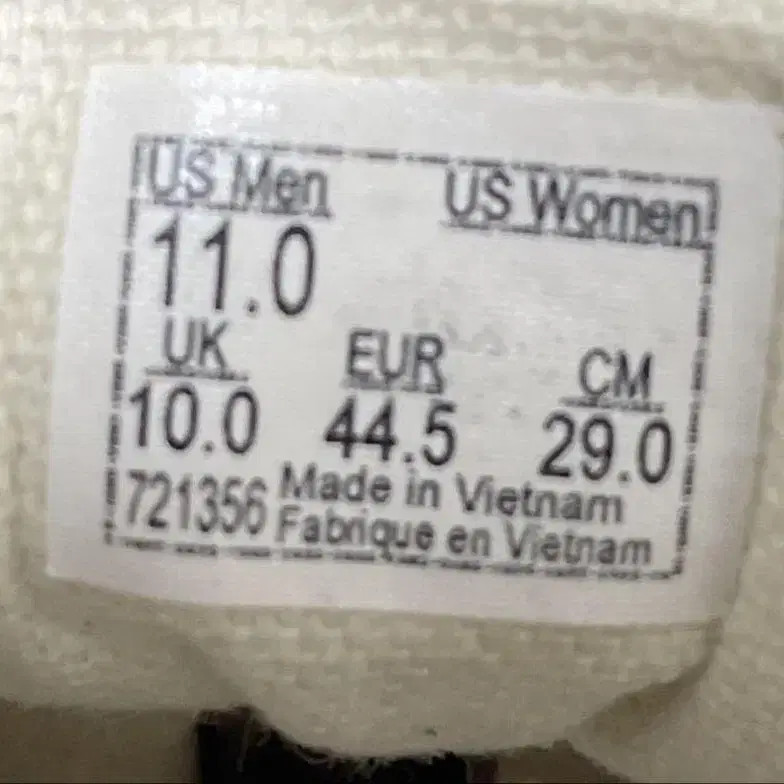 US Men US Women
11.0
UK EUR CM
10.0 44.5 29.0
721356 Made in Vietnam
Fabrique en Vietnam